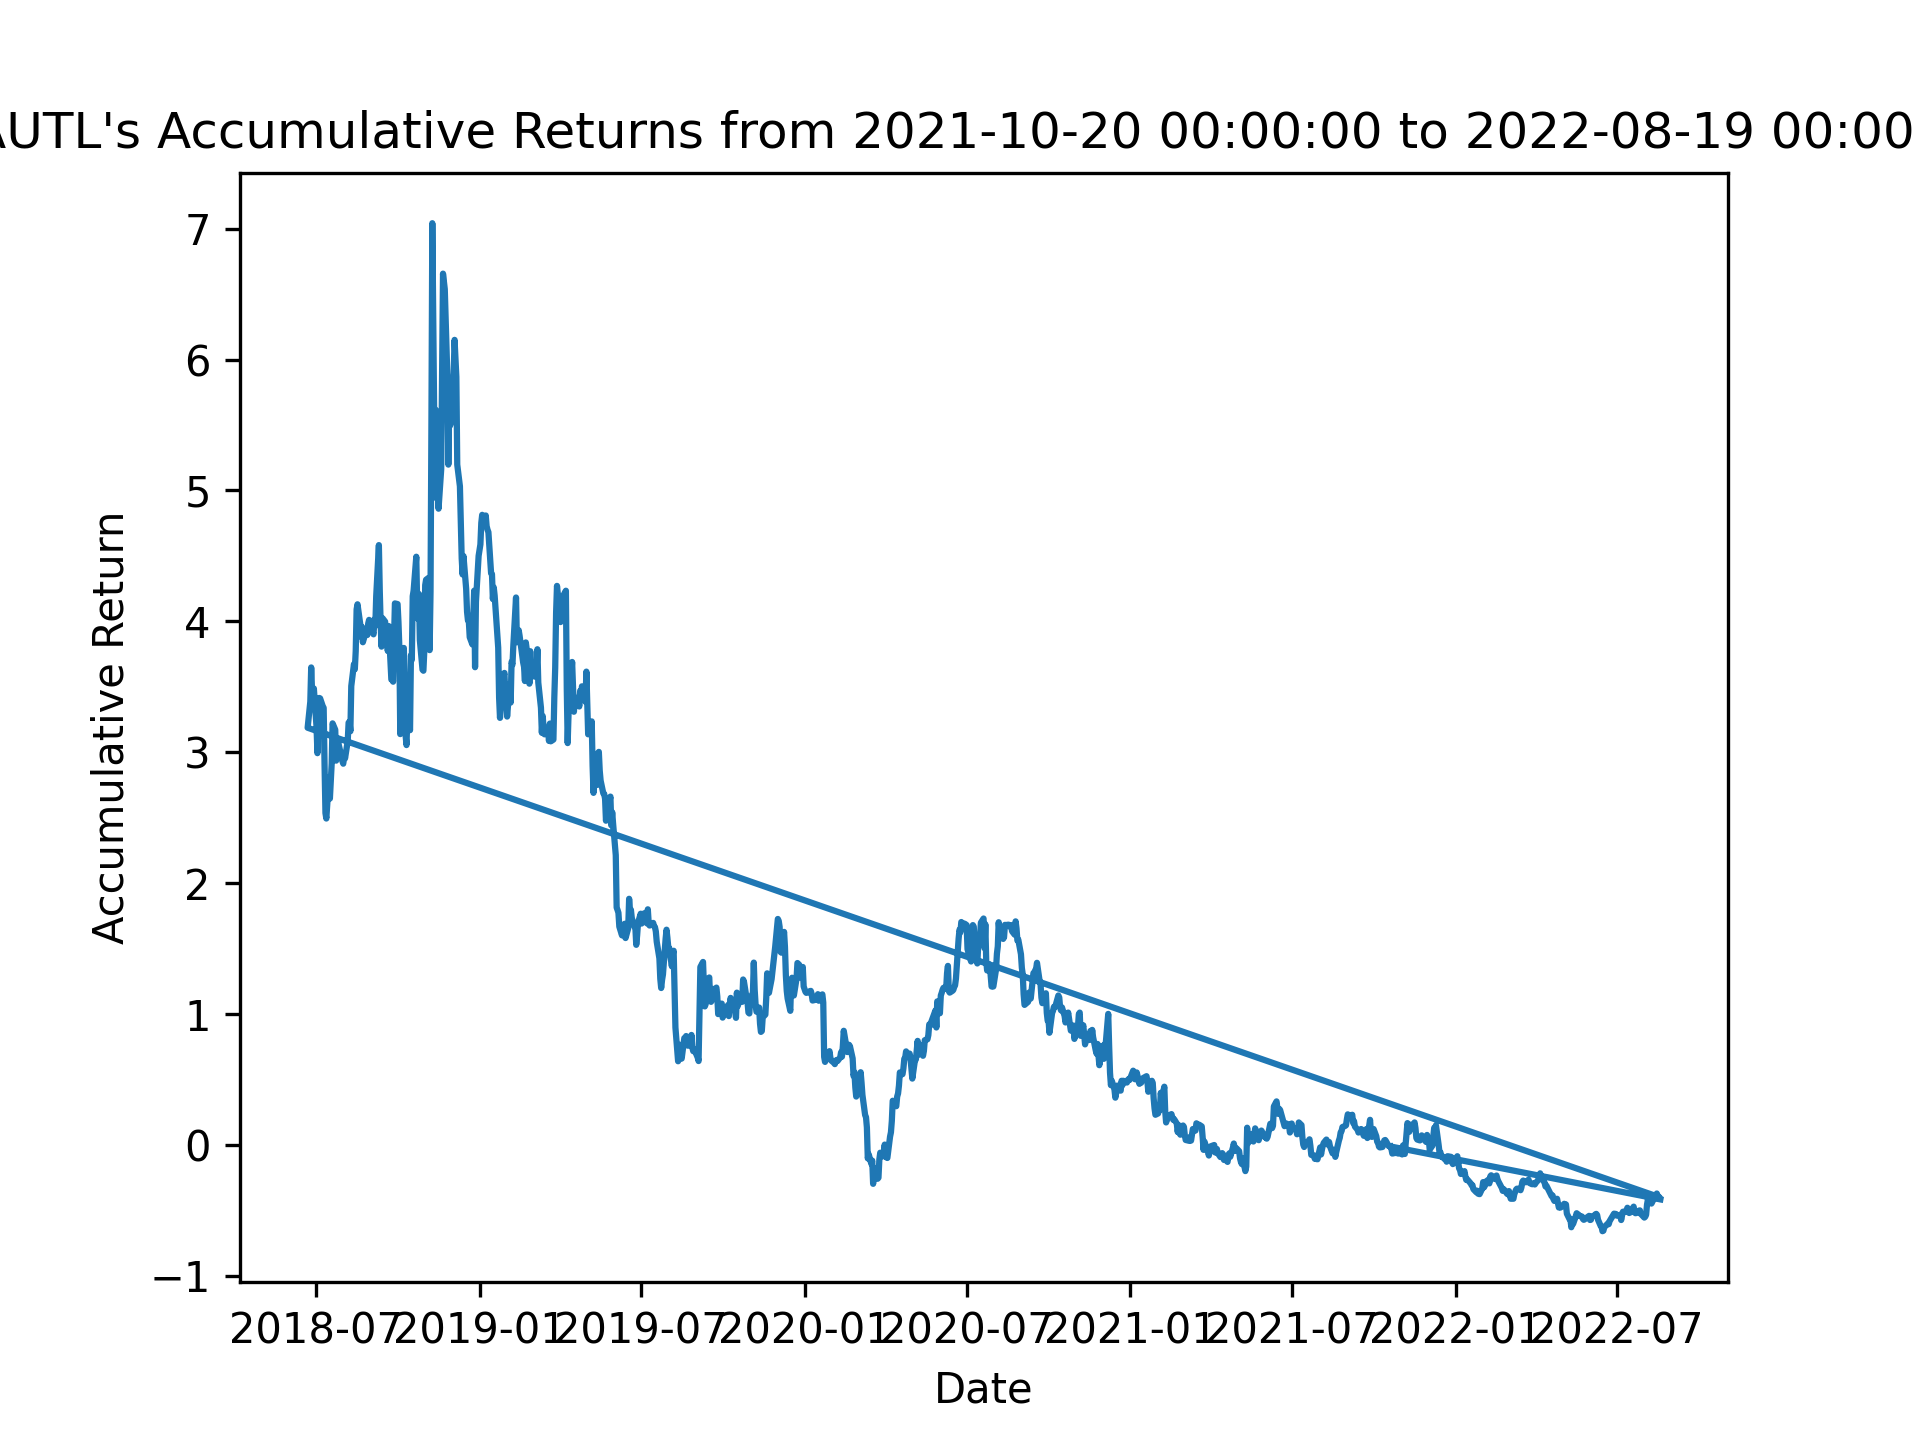 AUTL's Accumulative Returns from 2021-10-20 00:00:00 to 2022-08-19 00:00
7
6
5
4
3
2
1
0
−1
Accumulative Return
2018-07 2019-01 2019-07 2020-01 2020-07 2021-01 2021-07 2022-01 2022-07
Date